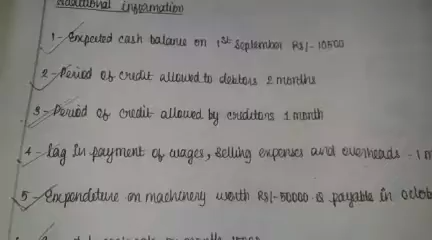 Additional information
1 - Expected cash balance on 1st September RS/- 10500
2 - Period of credit allowed to debtors 2 months
3 - Period of credit allowed by creditors 1 month
4 - Lag in payment of wages, selling expenses and overheads - 1 m
5 - Expenditure on machinery worth RS/- 50000 is payable in octob